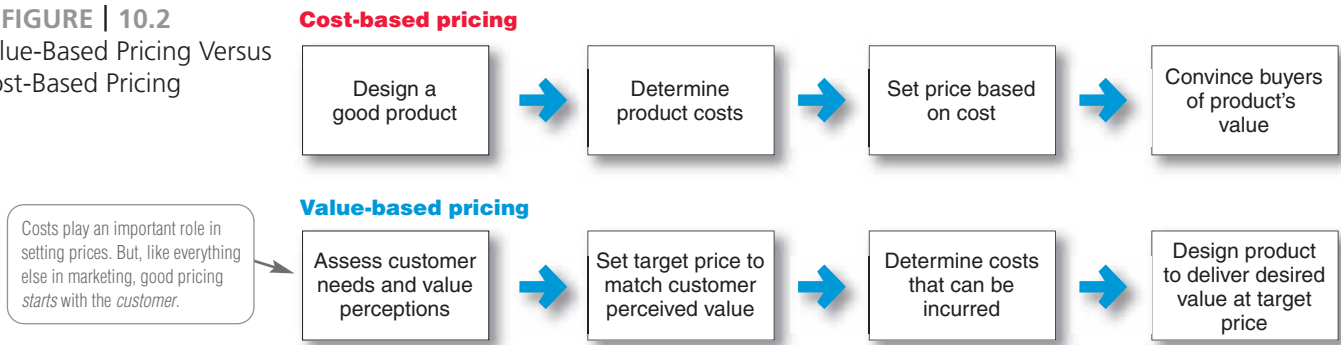 FIGURE | 10.2
lue-Based Pricing Versus
ost-Based Pricing
Cost-based pricing
Design a
good product
Determine
product costs
Set price based
on cost
Convince buyers
of product's
value
Costs play an important role in
setting prices. But, like everything
else in marketing, good pricing
starts with the customer.
Value-based pricing
Assess customer
needs and value
perceptions
Set target price to
match customer
perceived value
Determine costs
that can be
incurred
Design product
to deliver desired
value at target
price